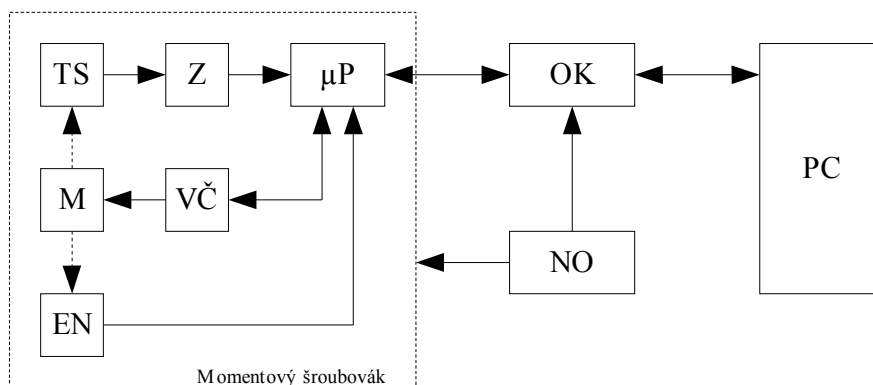 TS Z µP OK
PC
M VČ
NO
EN
Momentový šroubovák